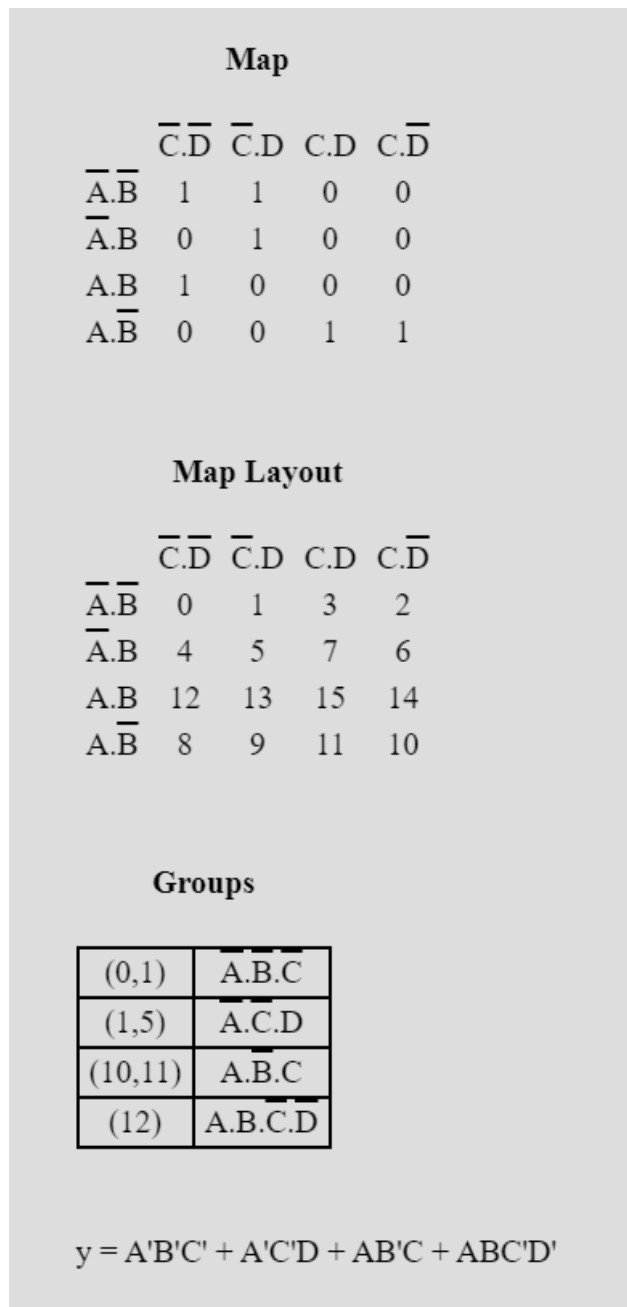 Map
C̅.D̅ C̅.D C.D C.D̅
A̅.B̅ 1 1 0 0
A̅.B 0 1 0 0
A.B 1 0 0 0
A.B̅ 0 0 1 1
Map Layout
C̅.D̅ C̅.D C.D C.D̅
A̅.B̅ 0 1 3 2
A̅.B 4 5 7 6
A.B 12 13 15 14
A.B̅ 8 9 11 10
Groups
(0,1) A̅.B̅.C̅
(1,5) A̅.C̅.D
(10,11) A.B̅.C
(12) A.B.C̅.D̅
y = A'B'C' + A'C'D + AB'C + ABC'D'